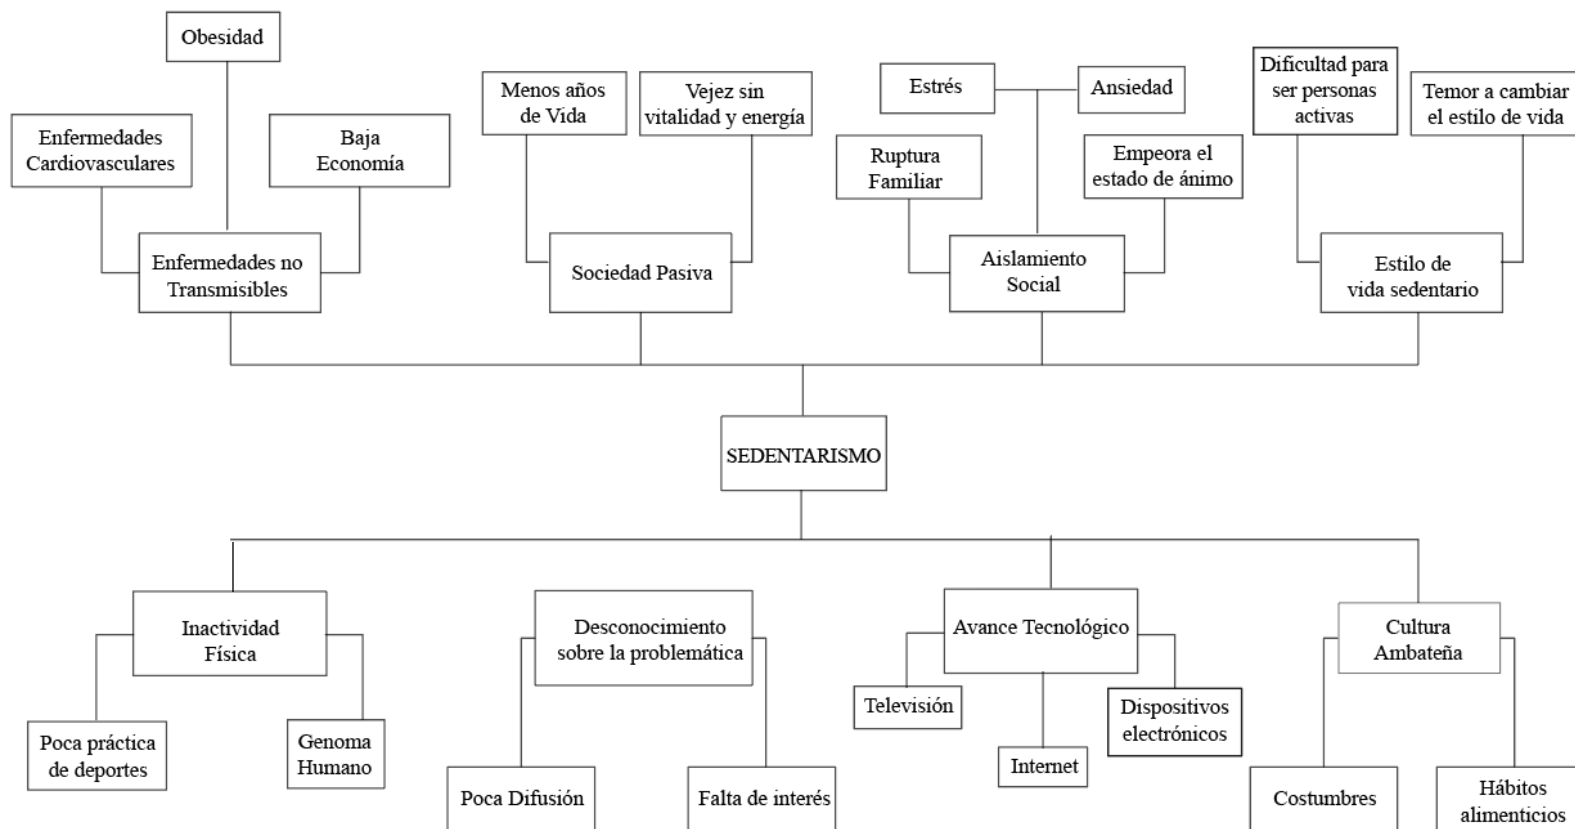 Obesidad
Enfermedades
Cardiovasculares
Baja
Economía
Enfermedades no
Transmisibles
Menos años
de Vida
Vejez sin
vitalidad y energía
Sociedad Pasiva
Estrés
Ansiedad
Ruptura
Familiar
Empeora el
estado de ánimo
Aislamiento
Social
Dificultad para
ser personas
activas
Temor a cambiar
el estilo de vida
Estilo de
vida sedentario
SEDENTARISMO
Inactividad
Física
Poca práctica
de deportes
Genoma
Humano
Desconocimiento
sobre la problemática
Poca Difusión
Falta de interés
Avance Tecnológico
Televisión
Internet
Dispositivos
electrónicos
Cultura
Ambateña
Costumbres
Hábitos
alimenticios